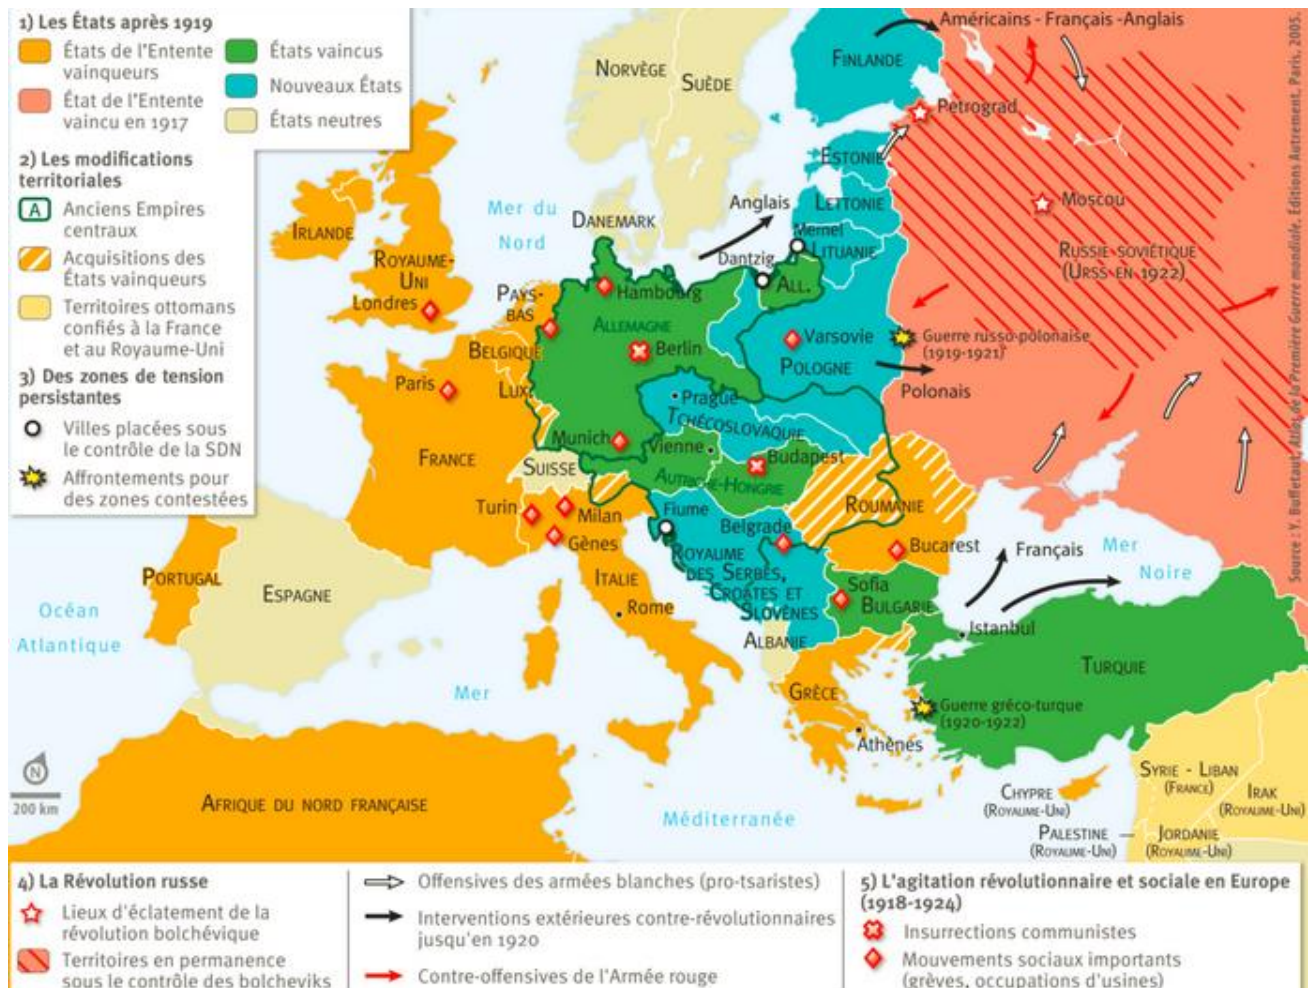 1) Les États après 1919
États de l'Entente
vainqueurs
État de l'Entente
vaincu en 1917
États vaincus
Nouveaux États
États neutres
2) Les modifications
territoriales
A
Anciens Empires
centraux
Acquisitions des
États vainqueurs
Territoires ottomans
confiés à la France
et au Royaume-Uni
3) Des zones de tension
persistantes
Villes placées sous
le contrôle de la SDN
Affrontements pour
des zones contestées
Américains - Français -Anglais
FINLANDE
NORVÈGE
SUÈDE
Petrograd
ESTONIE
LETTONIE
Moscou
Anglais
Mer du
Nord
DANEMARK
IRLANDE
ROYAUME-
UNI
Memel
LITUANIE
Dantzig
ALL.
RUSSIE SOVIÉTIQUE
(URSS EN 1922)
Londres
PAYS-
BAS
Hambourg
ALLEMAGNE
Berlin
Varsovie
POLOGNE
Guerre russo-polonaise
(1919-1921)
Polonais
BELGIQUE
LUX.
Paris
Prague
TCHÉCOSLOVAQUIE
Munich
Vienne
Budapest
AUTRICHE-HONGRIE
FRANCE
SUISSE
ROUMANIE
Turin
Milan
Gênes
Fiume
Belgrade
Bucarest
Français
Mer
Noire
ROYAUME
DES SERBES,
CROATES ET
SLOVÈNES
Sofia
BULGARIE
PORTUGAL
ESPAGNE
ITALIE
Rome
Océan
Atlantique
ALBANIE
Istanbul
TURQUIE
Mer
GRÈCE
Guerre gréco-turque
(1920-1922)
Athènes
N
200 km
AFRIQUE DU NORD FRANÇAISE
Méditerranée
CHYPRE
(ROYAUME-UNI)
SYRIE - LIBAN
(FRANCE)
IRAK
(ROYAUME-UNI)
PALESTINE
(ROYAUME-UNI)
JORDANIE
(ROYAUME-UNI)
Source : Y. Buffetaut, Atlas de la Première Guerre mondiale, Éditions Autrement, Paris, 2005.
4) La Révolution russe
Lieux d'éclatement de la
révolution bolchévique
Territoires en permanence
sous le contrôle des bolcheviks
Offensives des armées blanches (pro-tsaristes)
Interventions extérieures contre-révolutionnaires
jusqu'en 1920
Contre-offensives de l'Armée rouge
5) L'agitation révolutionnaire et sociale en Europe
(1918-1924)
Insurrections communistes
Mouvements sociaux importants
(grèves, occupations d'usines)